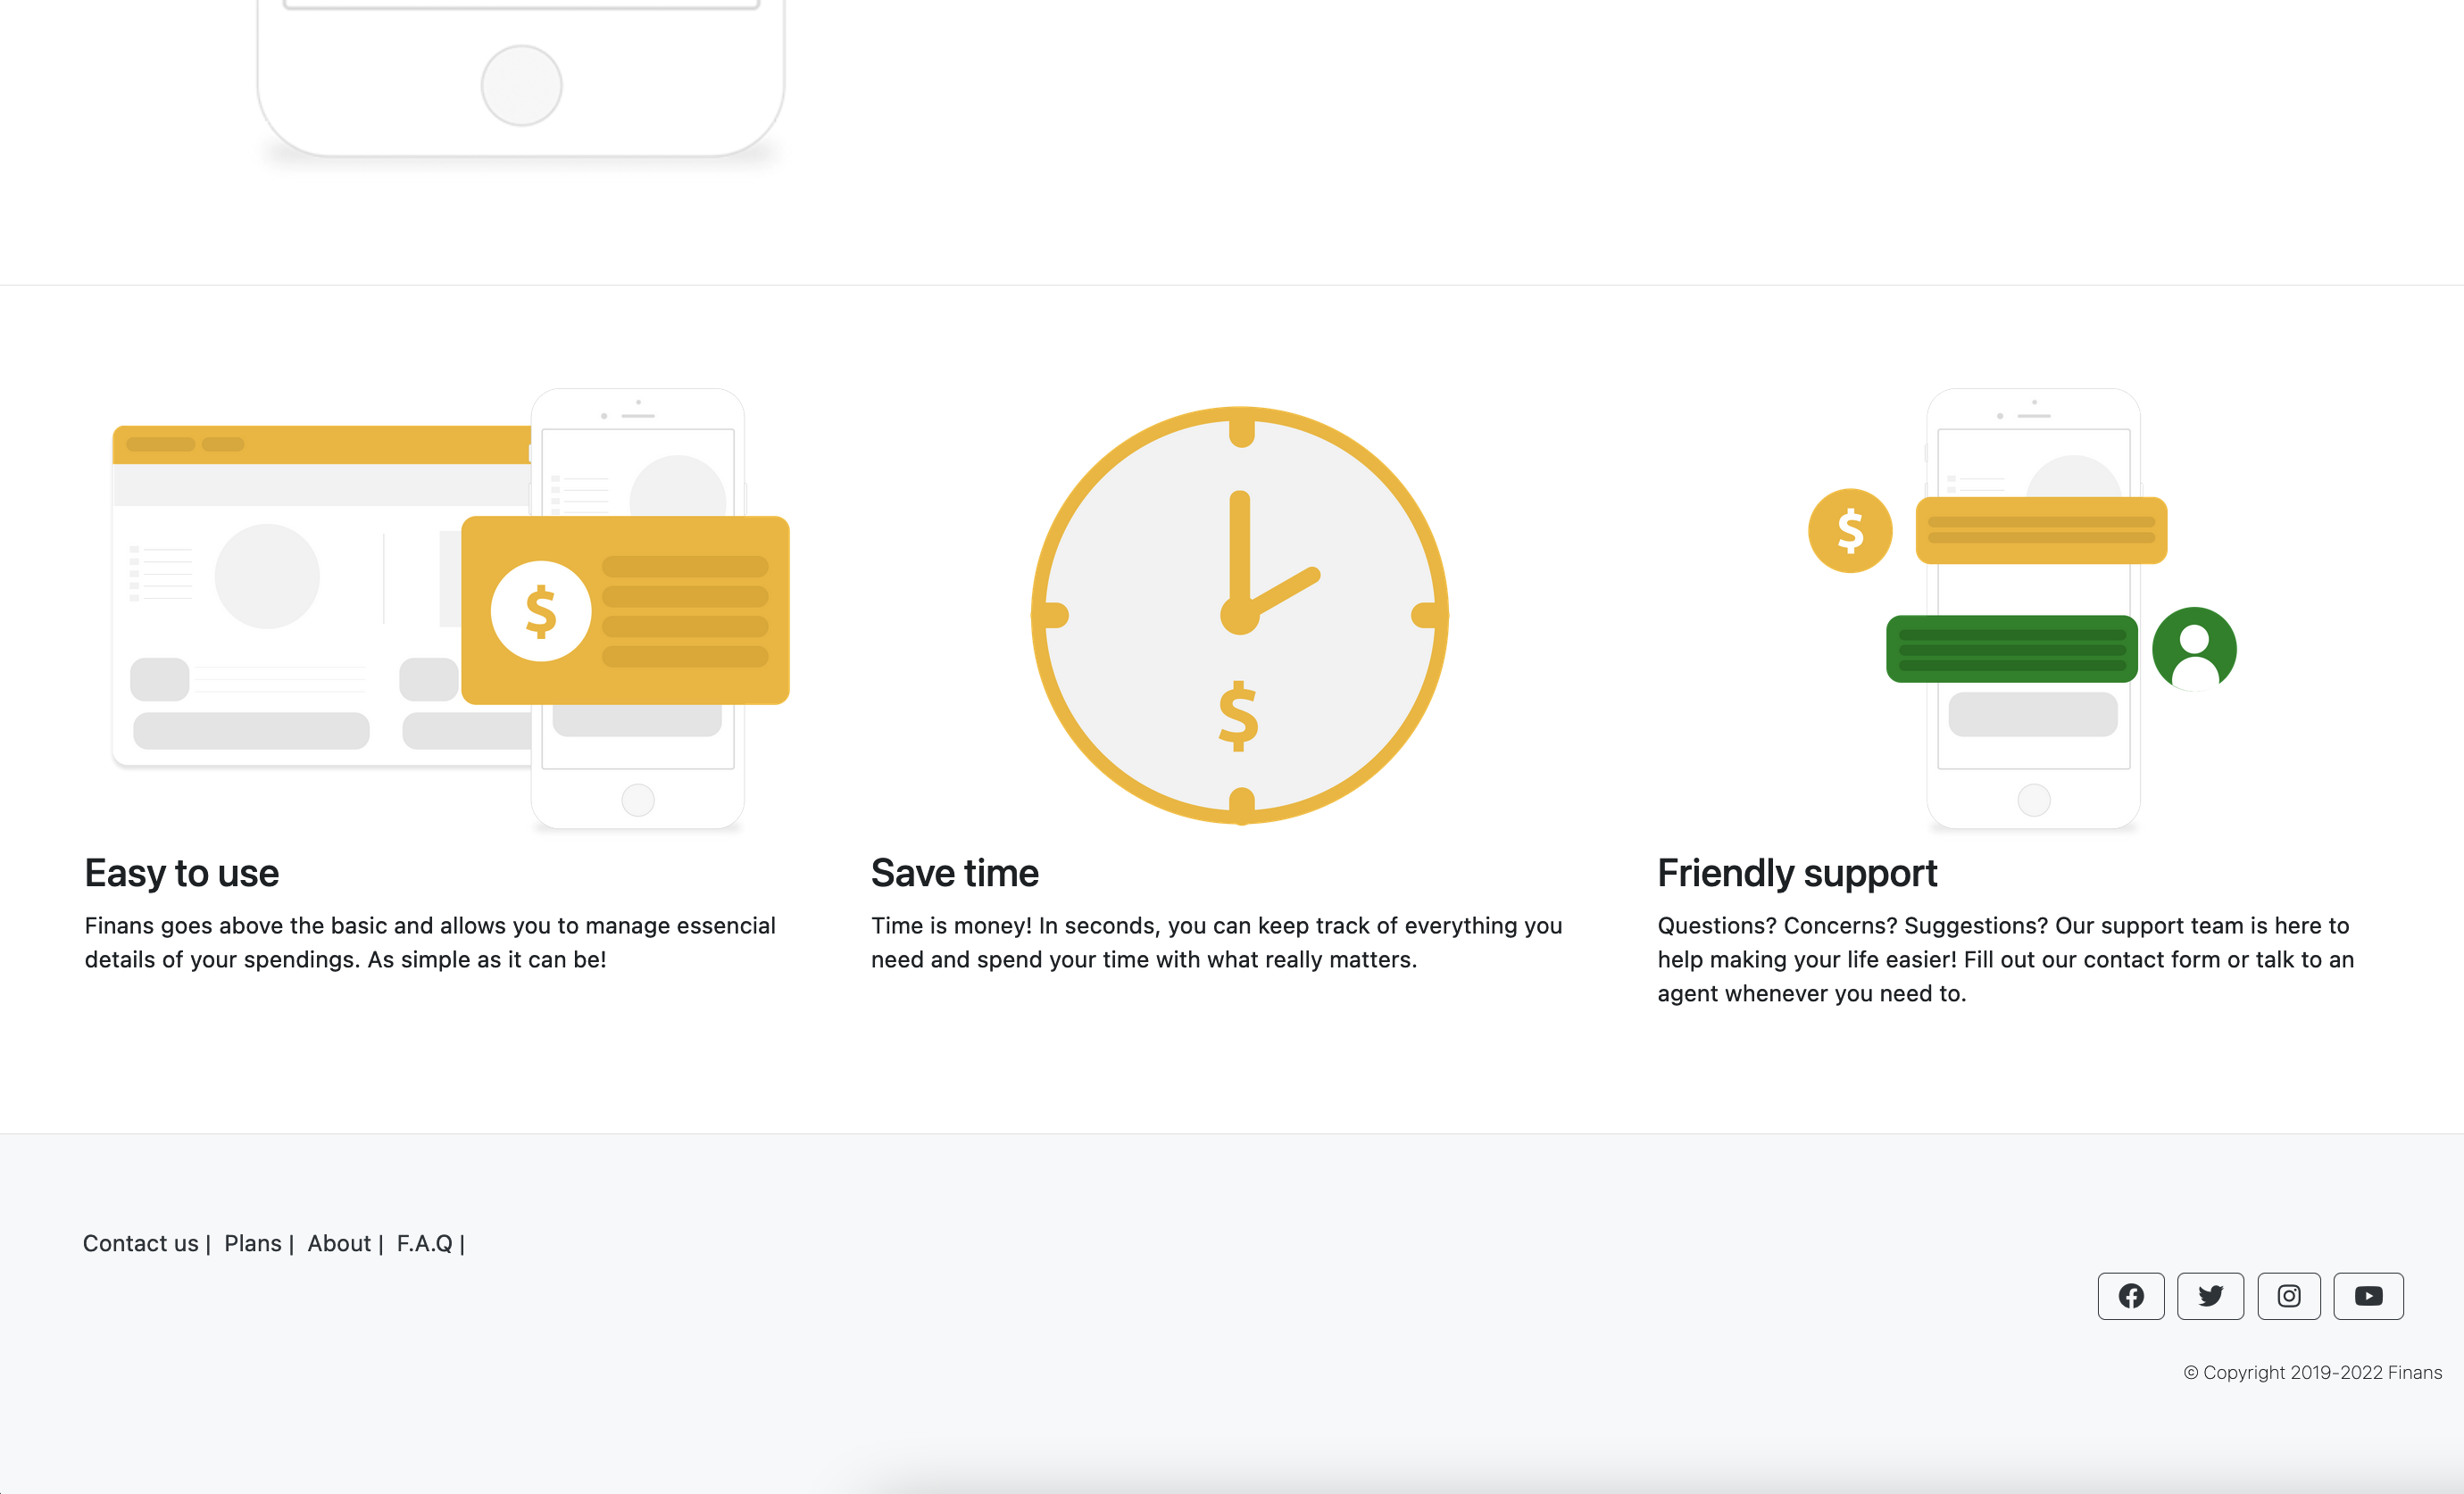 $
$
$
Easy to use
Finans goes above the basic and allows you to manage essencial
details of your spendings. As simple as it can be!
Save time
Time is money! In seconds, you can keep track of everything you
need and spend your time with what really matters.
Friendly support
Questions? Concerns? Suggestions? Our support team is here to
help making your life easier! Fill out our contact form or talk to an
agent whenever you need to.
Contact us | Plans | About | F.A.Q |
© Copyright 2019-2022 Finans